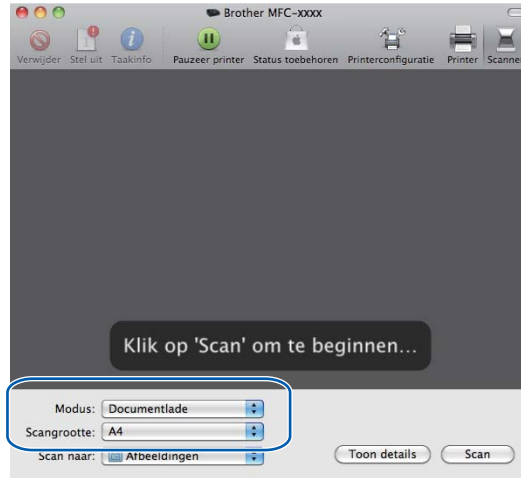 Brother MFC-xxxx
Verwijder Stel uit Taakinfo Pauzeer printer Status toebehoren Printerconfiguratie Printer Scanne
Klik op 'Scan' om te beginnen...
Modus: Documentlade
Scangrootte: A4
Scan naar: Afbeeldingen Toon details Scan